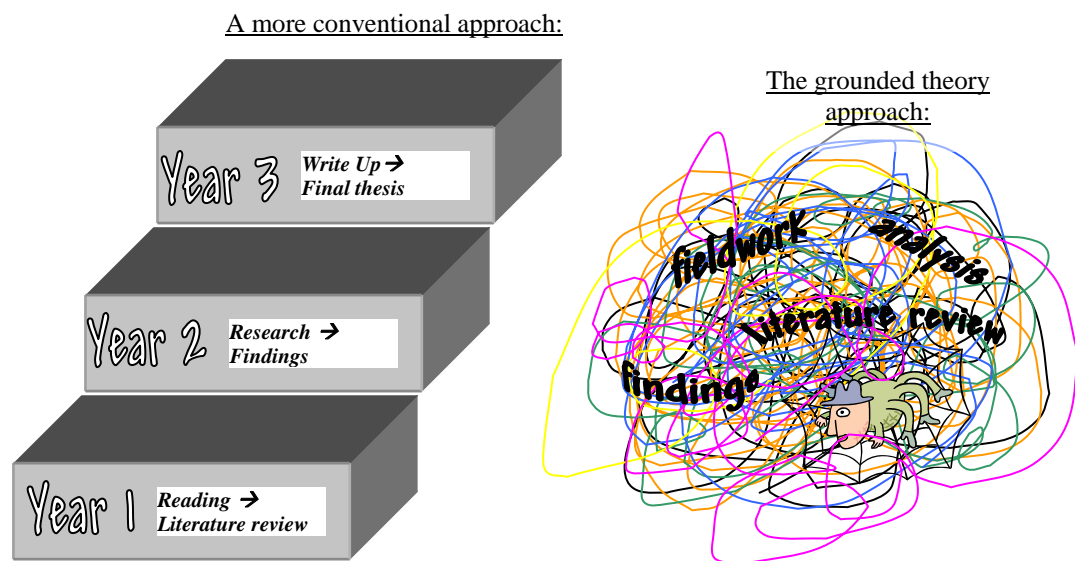 A more conventional approach:
Year 3
Write Up →
Final thesis
Year 2
Research →
Findings
Year 1
Reading →
Literature review
The grounded theory
approach:
fieldwork
analysis
Literature review
findings